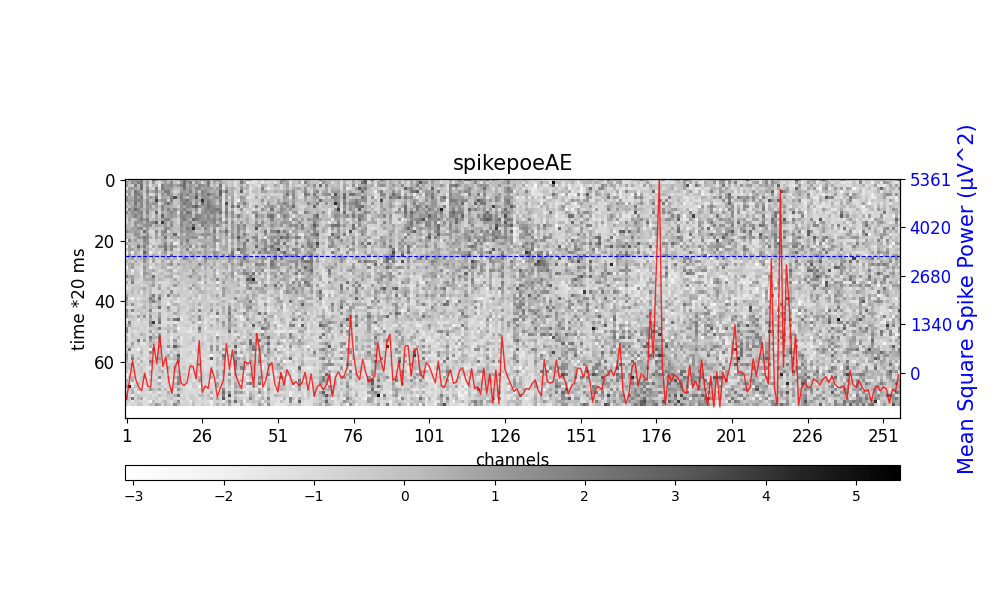 spikepoeAE
0
20
40
60
time *20 ms
5361
4020
2680
1340
0
Mean Square Spike Power (µV^2)
1 26 51 76 101 126 151 176 201 226 251
channels
−3 −2 −1 0 1 2 3 4 5